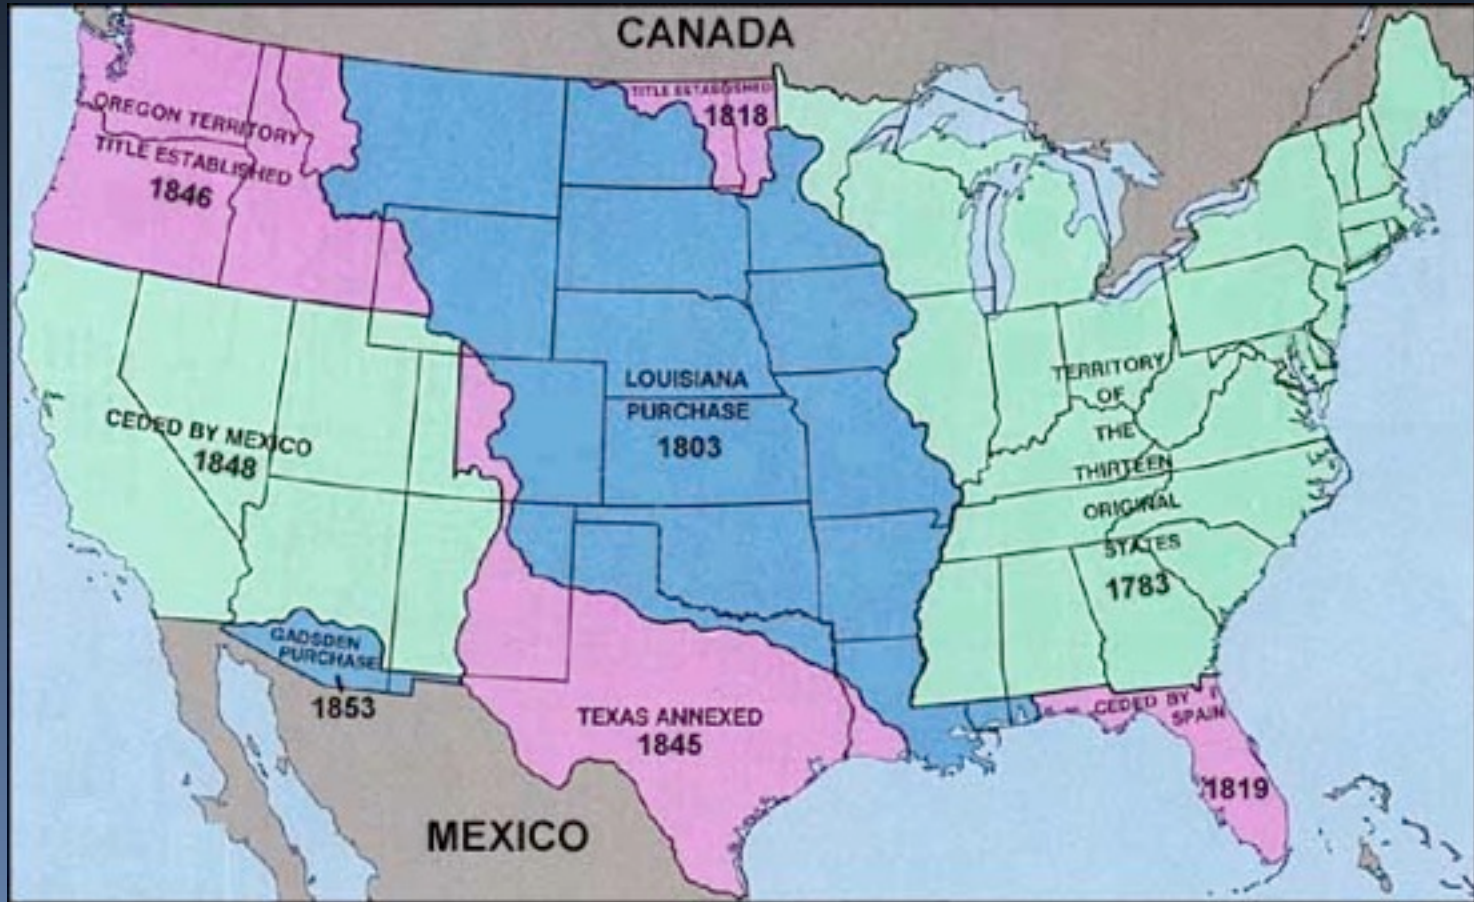 CANADA
OREGON TERRITORY
TITLE ESTABLISHED
1846
TITLE ESTABLISHED
1818
LOUISIANA
PURCHASE
1803
CEDED BY MEXICO
1848
TERRITORY
OF
THE
THIRTEEN
ORIGINAL
STATES
1783
GADSDEN
PURCHASE
1853
TEXAS ANNEXED
1845
CEDED BY
SPAIN
1819
MEXICO